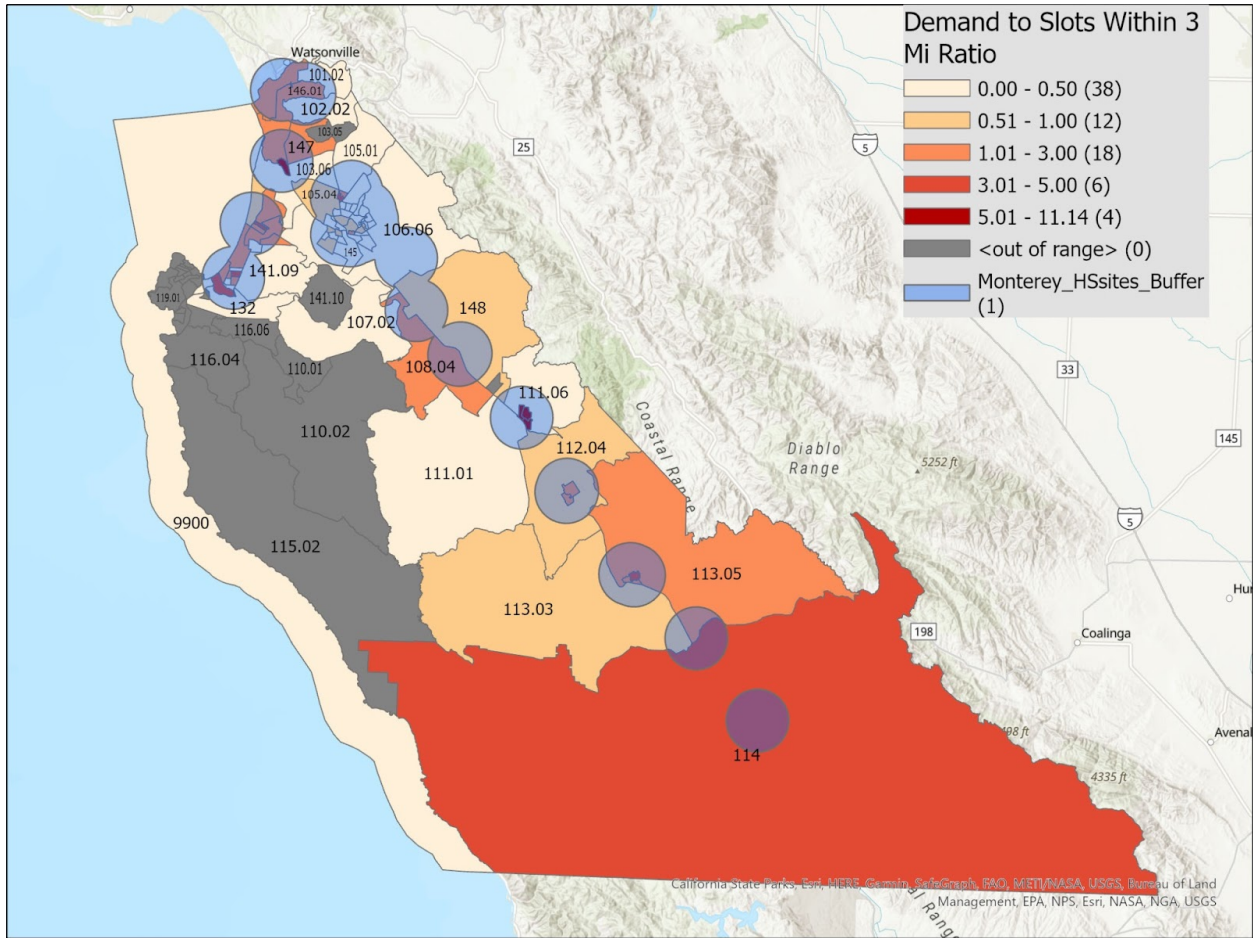 Demand to Slots Within 3
Mi Ratio
0.00 - 0.50 (38)
0.51 - 1.00 (12)
1.01 - 3.00 (18)
3.01 - 5.00 (6)
5.01 - 11.14 (4)
<out of range> (0)
Monterey_HSsites_Buffer
(1)
Watsonville
101.02
146.01
102.02
103.05
147
105.01
103.06
105.04
106.06
145
141.09
119.01
141.10
132
107.02
148
116.06
116.04
110.01
108.04
111.06
110.02
111.01
112.04
9900
115.02
113.05
113.03
114
25
5
33
145
5
198
Coastal Range
Diablo
Range
5252 ft
Coalinga
4335 ft
California State Parks, Esri, HERE, Garmin, SafeGraph, FAO, METI/NASA, USGS, Bureau of Land
Management, EPA, NPS, Esri, NASA, NGA, USGS